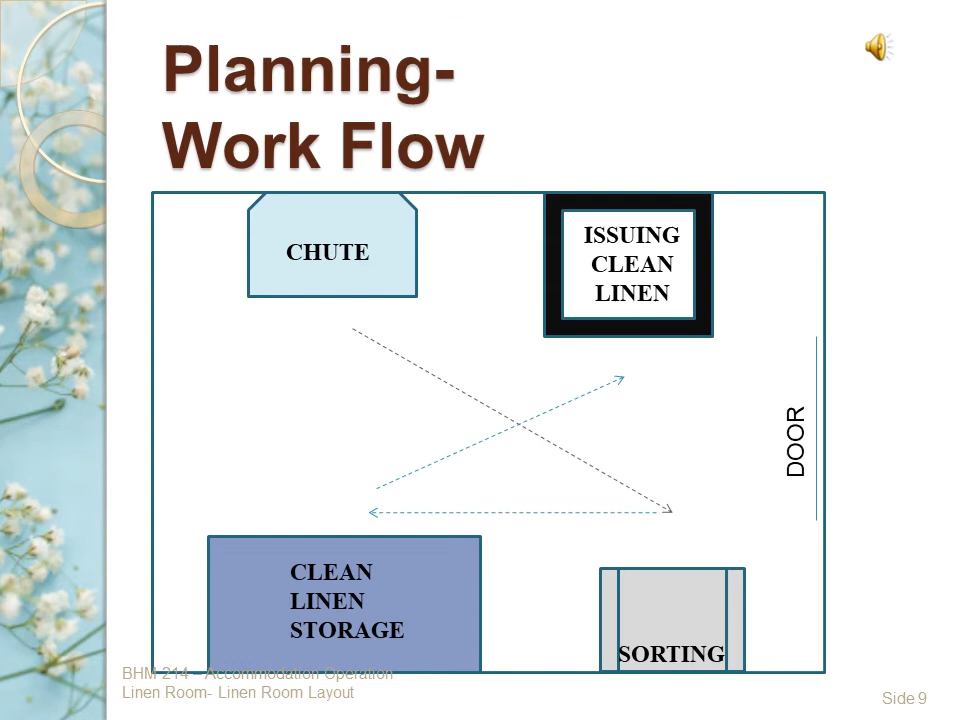 Planning-
Work Flow
CHUTE
ISSUING
CLEAN
LINEN
DOOR
CLEAN
LINEN
STORAGE
SORTING
BHM 214 – Accommodation Operation
Linen Room- Linen Room Layout
Side 9